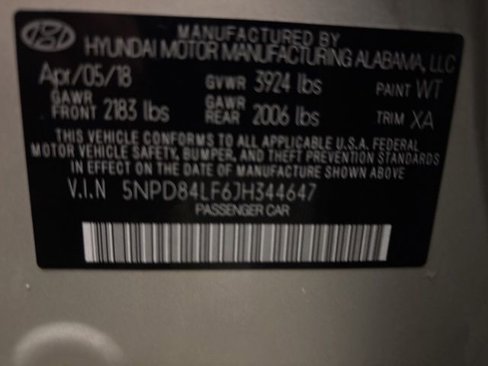 MANUFACTURED BY
HYUNDAI MOTOR MANUFACTURING ALABAMA, LLC
Apr/05/18 GVWR 3924 lbs PAINT WT
GAWR FRONT 2183 lbs GAWR REAR 2006 lbs TRIM XA
THIS VEHICLE CONFORMS TO ALL APPLICABLE U.S.A. FEDERAL
MOTOR VEHICLE SAFETY, BUMPER, AND THEFT PREVENTION STANDARDS
IN EFFECT ON THE DATE OF MANUFACTURE SHOWN ABOVE
V.I.N 5NPD84LF6JH344647
PASSENGER CAR